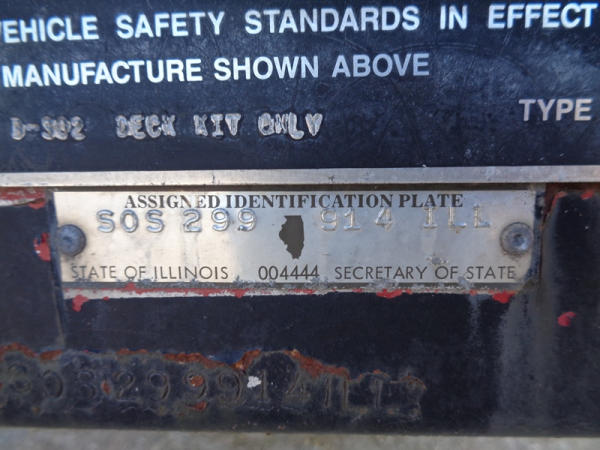 VEHICLE SAFETY STANDARDS IN EFFECT
MANUFACTURE SHOWN ABOVE
DECK KIT ONLY TYPE
ASSIGNED IDENTIFICATION PLATE
SOS 299 914 ILL
STATE OF ILLINOIS 004444 SECRETARY OF STATE
299914ILL